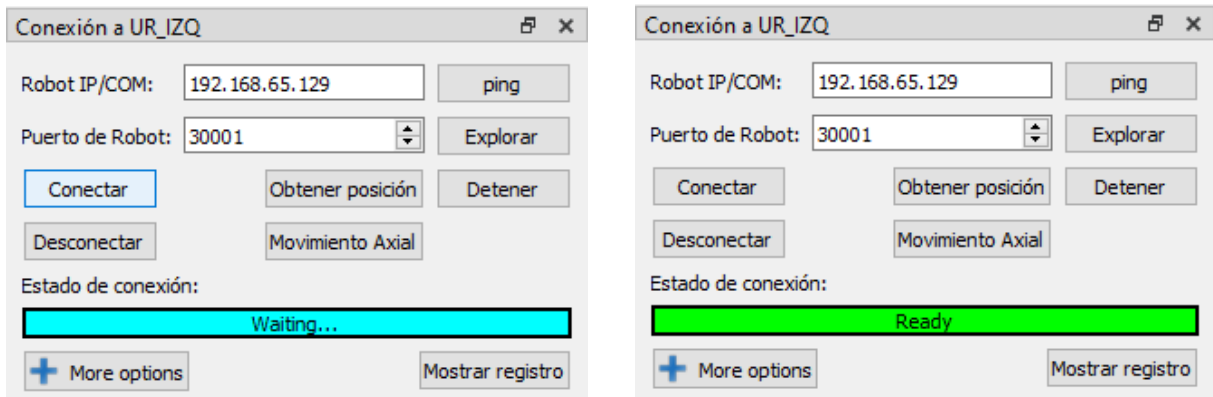 Conexión a UR_IZQ
Robot IP/COM: 192.168.65.129 ping
Puerto de Robot: 30001 Explorar
Conectar Obtener posición Detener
Desconectar Movimiento Axial
Estado de conexión:
Waiting...
More options Mostrar registro
Conexión a UR_IZQ
Robot IP/COM: 192.168.65.129 ping
Puerto de Robot: 30001 Explorar
Conectar Obtener posición Detener
Desconectar Movimiento Axial
Estado de conexión:
Ready
More options Mostrar registro